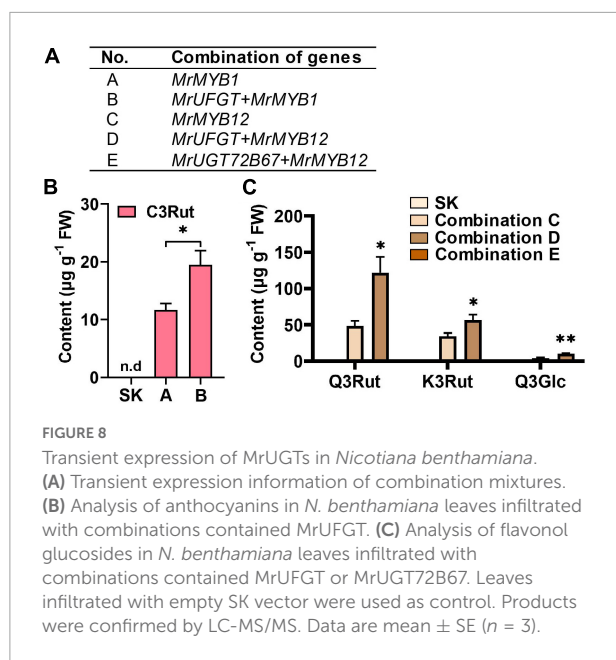 A
No. Combination of genes
A MrMYB1
B MrUFGT+MrMYB1
C MrMYB12
D MrUFGT+MrMYB12
E MrUGT72B67+MrMYB12
B
Content (µg g-1 FW)
30
20
10
0
C3Rut
*
n.d
SK A B
C
Content (µg g-1 FW)
200
150
100
50
0
SK
Combination C
Combination D
Combination E
* * **
Q3Rut K3Rut Q3Glc
FIGURE 8
Transient expression of MrUGTs in Nicotiana benthamiana.
(A) Transient expression information of combination mixtures.
(B) Analysis of anthocyanins in N. benthamiana leaves infiltrated
with combinations contained MrUFGT. (C) Analysis of flavonol
glucosides in N. benthamiana leaves infiltrated with
combinations contained MrUFGT or MrUGT72B67. Leaves
infiltrated with empty SK vector were used as control. Products
were confirmed by LC-MS/MS. Data are mean ± SE (n = 3).